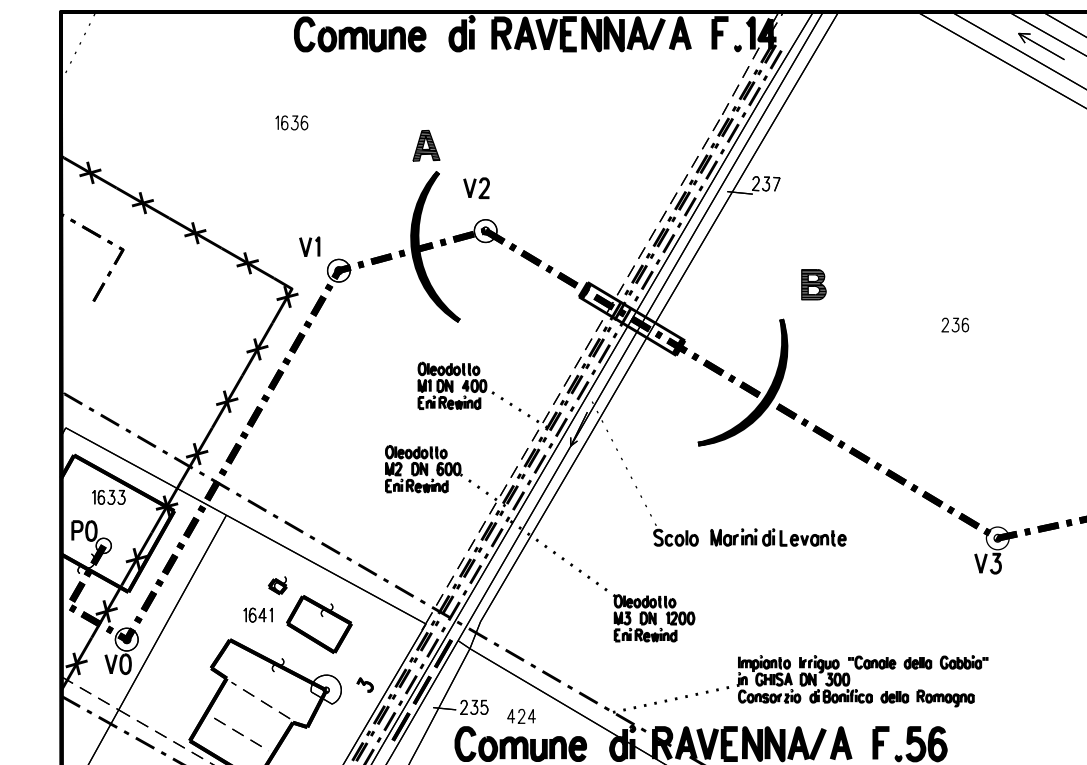 Comune di RAVENNA/A F.14
1636
A
V2
237
V1
B
236
Oleodotto
M1 DN 400
Eni Rewind
Oleodotto
M2 DN 600
Eni Rewind
1633
P0
Scolo Marini di Levante
V3
Oleodotto
M3 DN 1200
Eni Rewind
1641
V0
Impianto Irriguo "Canale della Gabbia"
in GHISA DN 300
Consorzio di Bonifica della Romagna
3
235
424
Comune di RAVENNA/A F.56